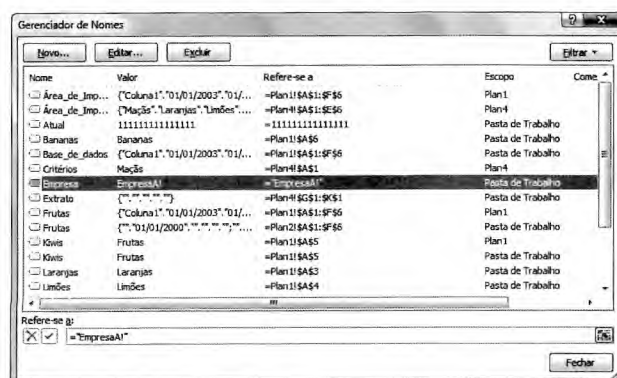 Gerenciador de Nomes
Novo... Editar... Excluir Filtrar
Nome Valor Refere-se a Escopo Come
Área_de_Imp... {"Coluna1"."01/01/2003"."01/... =Plan1!$A$1:$F$6 Plan1
Área_de_Imp... {"Maçãs"."Laranjas"."Limões".... =Plan4!$A$1:$E$6 Plan4
Atual 111111111111111 =111111111111111 Pasta de Trabalho
Bananas Bananas =Plan1!$A$6 Pasta de Trabalho
Base_de_dados {"Coluna1"."01/01/2003"."01/... =Plan1!$A$1:$F$6 Pasta de Trabalho
Critérios Maçãs =Plan4!$A$1 Plan4
Empresa EmpresaA! ="EmpresaA!" Pasta de Trabalho
Extrato {""."".""."".""} =Plan4!$G$1:$K$1 Pasta de Trabalho
Frutas {"Coluna1"."01/01/2003"."01/... =Plan1!$A$1:$F$6 Plan1
Frutas {""."01/01/2000".""."".""."";"".... =Plan2!$A$1:$F$6 Pasta de Trabalho
Kiwis Frutas =Plan1!$A$5 Plan1
Kiwis Frutas =Plan1!$A$5 Pasta de Trabalho
Laranjas Laranjas =Plan1!$A$3 Pasta de Trabalho
Limões Limões =Plan1!$A$4 Pasta de Trabalho
Refere-se a:
="EmpresaA!"
Fechar